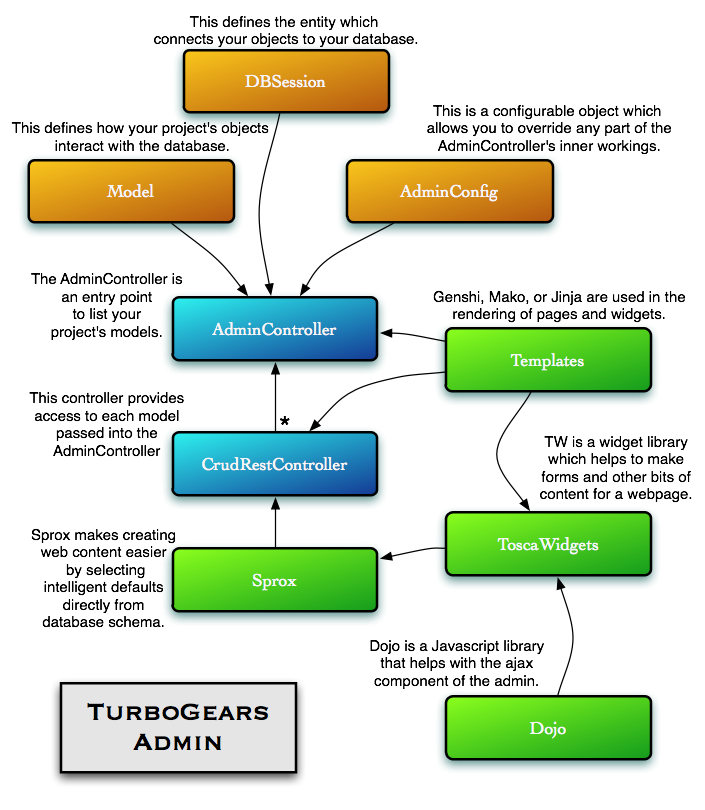 This defines the entity which
connects your objects to your database.
DBSession
This defines how your project's objects
interact with the database.
Model
This is a configurable object which
allows you to override any part of the
AdminController's inner workings.
AdminConfig
The AdminController is
an entry point
to list your
project's models.
AdminController
Genshi, Mako, or Jinja are used in the
rendering of pages and widgets.
Templates
This controller provides
access to each model
passed into the
AdminController
*
CrudRestController
TW is a widget library
which helps to make
forms and other bits of
content for a webpage.
ToscaWidgets
Sprox makes creating
web content easier
by selecting
intelligent defaults
directly from
database schema.
Sprox
Dojo is a Javascript library
that helps with the ajax
component of the admin.
Dojo
TurboGears
Admin